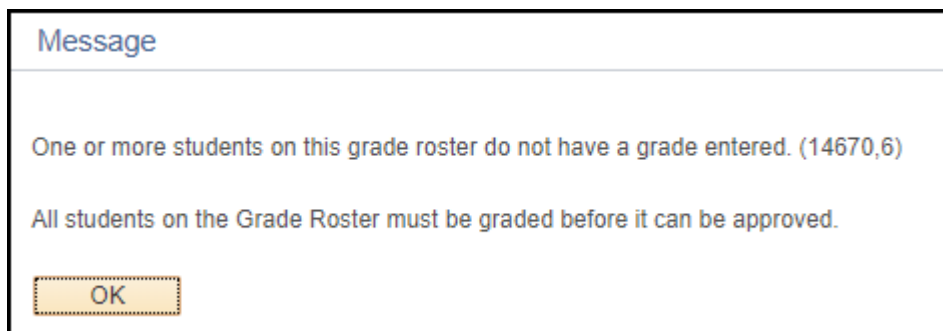 Message
One or more students on this grade roster do not have a grade entered. (14670,6)
All students on the Grade Roster must be graded before it can be approved.
OK